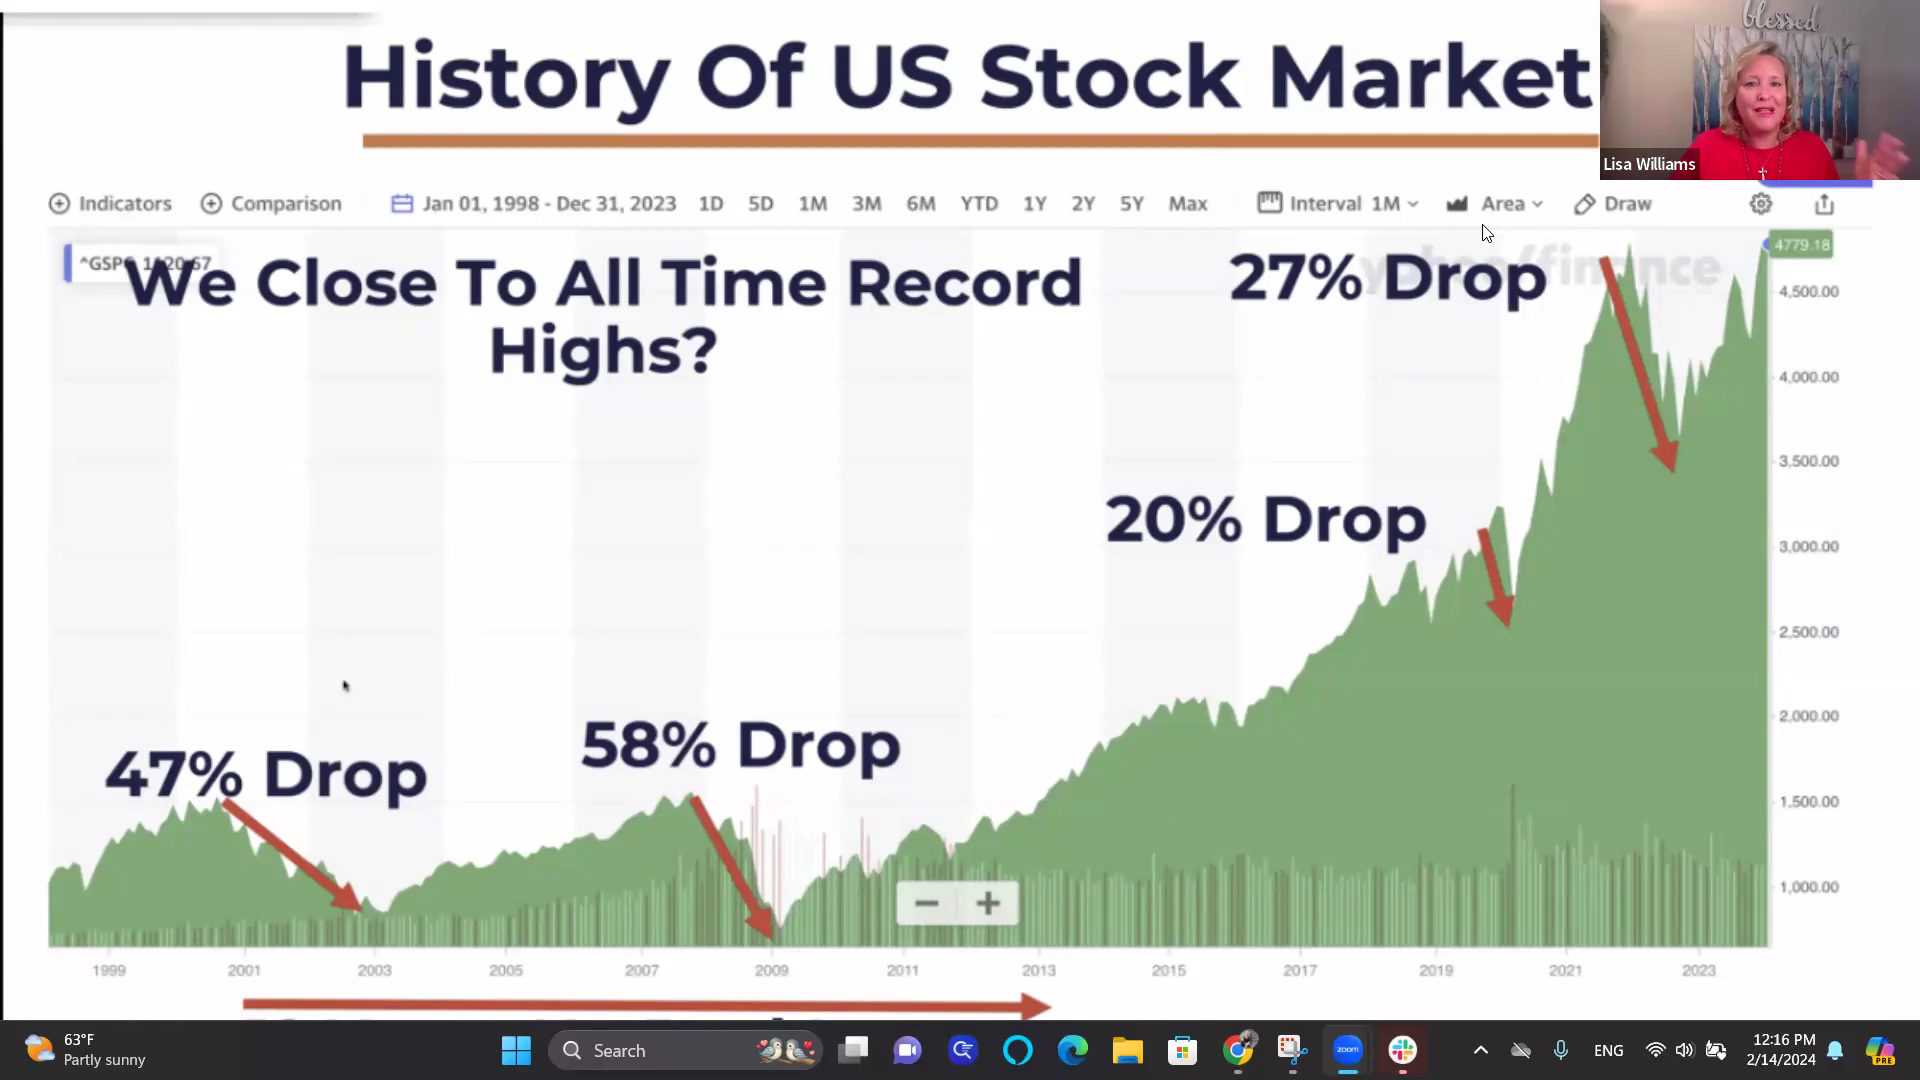 History Of US Stock Market
blessed
Lisa Williams
Indicators Comparison Jan 01, 1998 - Dec 31, 2023 1D 5D 1M 3M 6M YTD 1Y 2Y 5Y Max Interval 1M Area Draw
^GSPC
4779.18
We Close To All Time Record
Highs?
27% Drop
yahoo/finance
4,500.00
4,000.00
3,500.00
20% Drop
3,000.00
2,500.00
2,000.00
58% Drop
47% Drop
1,500.00
1,000.00
1999 2001 2003 2005 2007 2009 2011 2013 2015 2017 2019 2021 2023
63°F
Partly sunny
Search
zoom
PRE
ENG
12:16 PM
2/14/2024